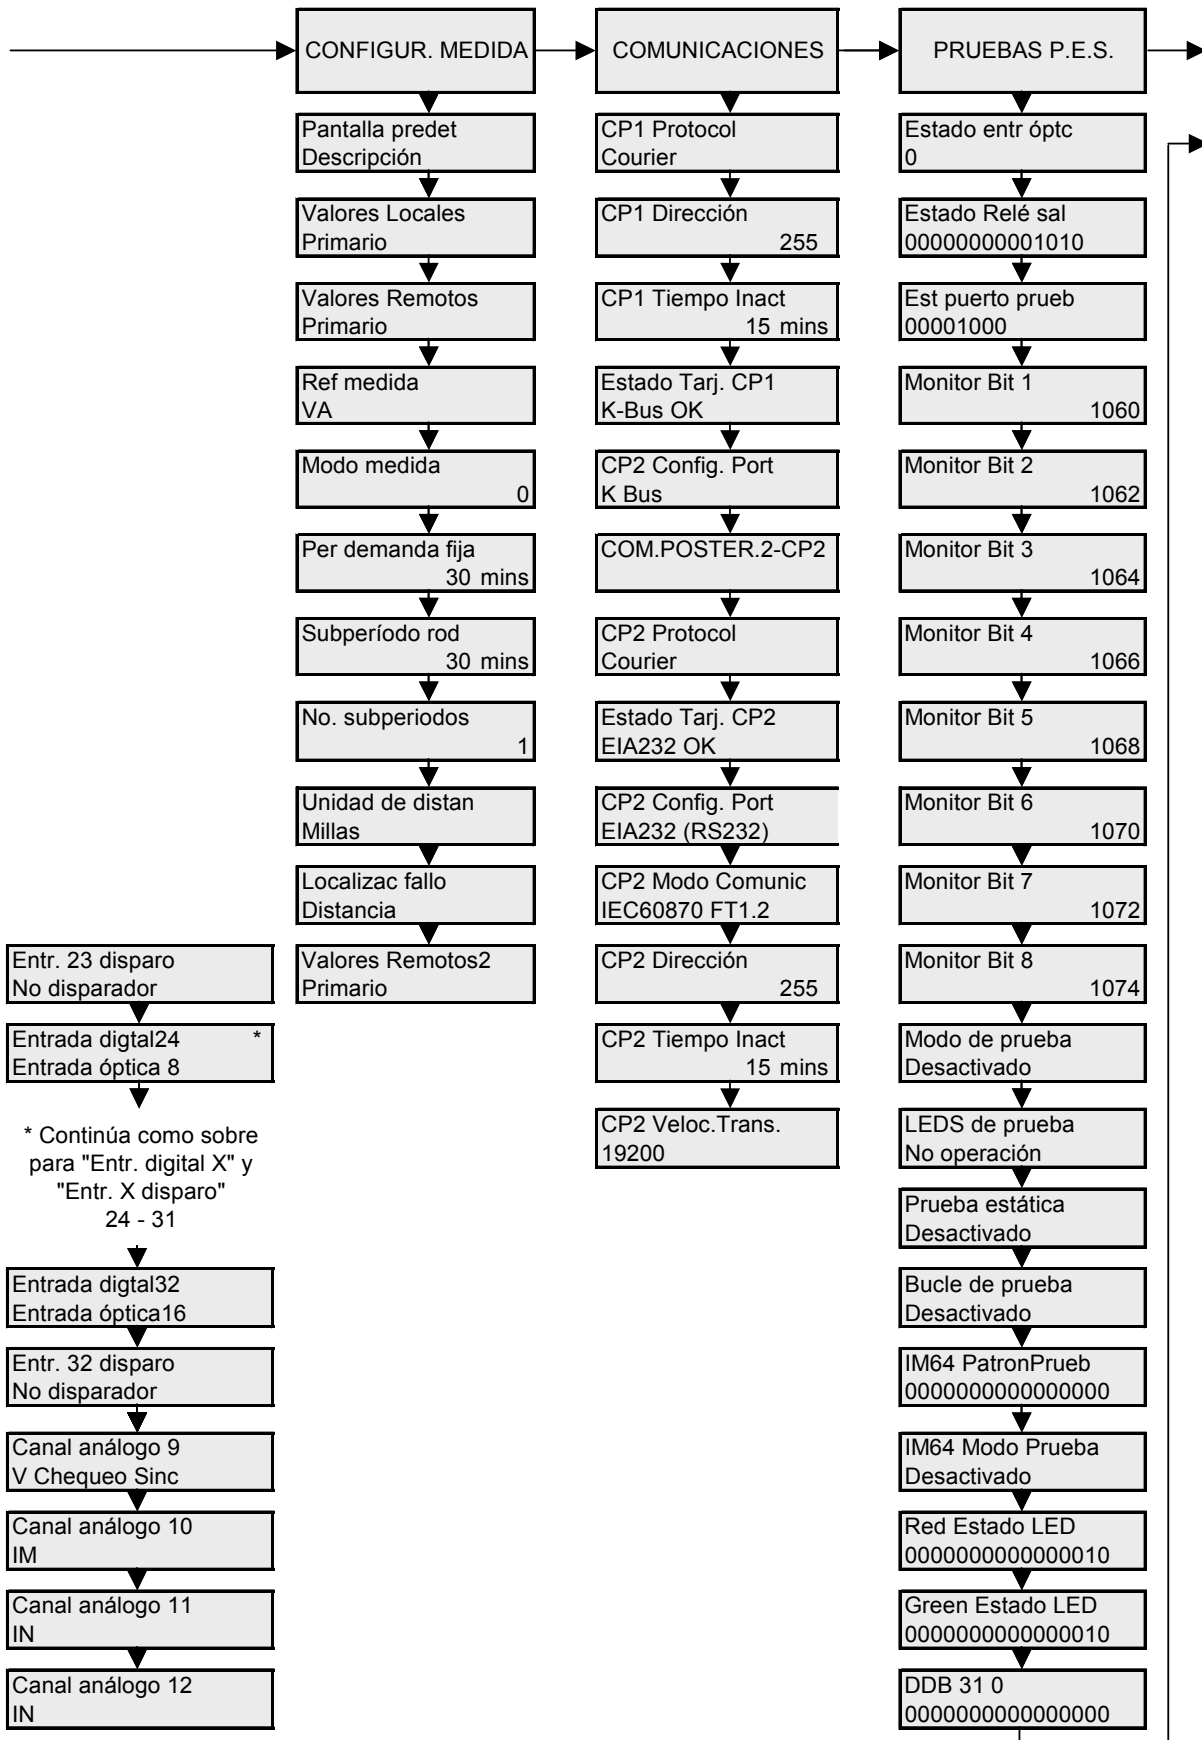 CONFIGUR. MEDIDA
Pantalla predet
Descripción
Valores Locales
Primario
Valores Remotos
Primario
Ref medida
VA
Modo medida
0
Per demanda fija
30 mins
Subperíodo rod
30 mins
No. subperiodos
1
Unidad de distan
Millas
Localizac fallo
Distancia
Valores Remotos2
Primario
COMUNICACIONES
CP1 Protocol
Courier
CP1 Dirección
255
CP1 Tiempo Inact
15 mins
Estado Tarj. CP1
K-Bus OK
CP2 Config. Port
K Bus
COM.POSTER.2-CP2
CP2 Protocol
Courier
Estado Tarj. CP2
EIA232 OK
CP2 Config. Port
EIA232 (RS232)
CP2 Modo Comunic
IEC60870 FT1.2
CP2 Dirección
255
CP2 Tiempo Inact
15 mins
CP2 Veloc.Trans.
19200
PRUEBAS P.E.S.
Estado entr óptc
0
Estado Relé sal
00000000001010
Est puerto prueb
00001000
Monitor Bit 1
1060
Monitor Bit 2
1062
Monitor Bit 3
1064
Monitor Bit 4
1066
Monitor Bit 5
1068
Monitor Bit 6
1070
Monitor Bit 7
1072
Monitor Bit 8
1074
Modo de prueba
Desactivado
LEDS de prueba
No operación
Prueba estática
Desactivado
Bucle de prueba
Desactivado
IM64 PatronPrueb
0000000000000000
IM64 Modo Prueba
Desactivado
Red Estado LED
0000000000000010
Green Estado LED
0000000000000010
DDB 31 0
0000000000000000
Entr. 23 disparo
No disparador
Entrada digtal24 *
Entrada óptica 8
* Continúa como sobre
para "Entr. digital X" y
"Entr. X disparo"
24 - 31
Entrada digtal32
Entrada óptica16
Entr. 32 disparo
No disparador
Canal análogo 9
V Chequeo Sinc
Canal análogo 10
IM
Canal análogo 11
IN
Canal análogo 12
IN